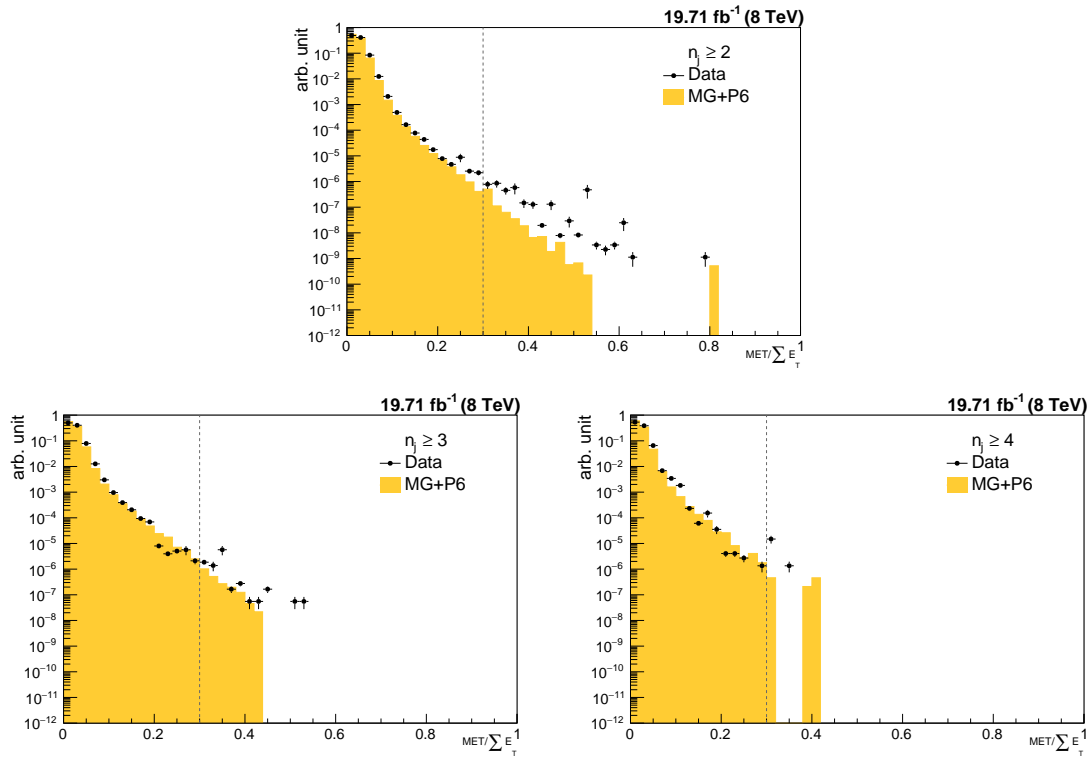 19.71 fb⁻¹ (8 TeV)
arb. unit
n_j ≥ 2
Data
MG+P6
1
10⁻¹
10⁻²
10⁻³
10⁻⁴
10⁻⁵
10⁻⁶
10⁻⁷
10⁻⁸
10⁻⁹
10⁻¹⁰
10⁻¹¹
10⁻¹²
0 0.2 0.4 0.6 0.8 1
MET/∑ E_T
19.71 fb⁻¹ (8 TeV)
arb. unit
n_j ≥ 3
Data
MG+P6
1
10⁻¹
10⁻²
10⁻³
10⁻⁴
10⁻⁵
10⁻⁶
10⁻⁷
10⁻⁸
10⁻⁹
10⁻¹⁰
10⁻¹¹
10⁻¹²
0 0.2 0.4 0.6 0.8 1
MET/∑ E_T
19.71 fb⁻¹ (8 TeV)
arb. unit
n_j ≥ 4
Data
MG+P6
1
10⁻¹
10⁻²
10⁻³
10⁻⁴
10⁻⁵
10⁻⁶
10⁻⁷
10⁻⁸
10⁻⁹
10⁻¹⁰
10⁻¹¹
10⁻¹²
0 0.2 0.4 0.6 0.8 1
MET/∑ E_T